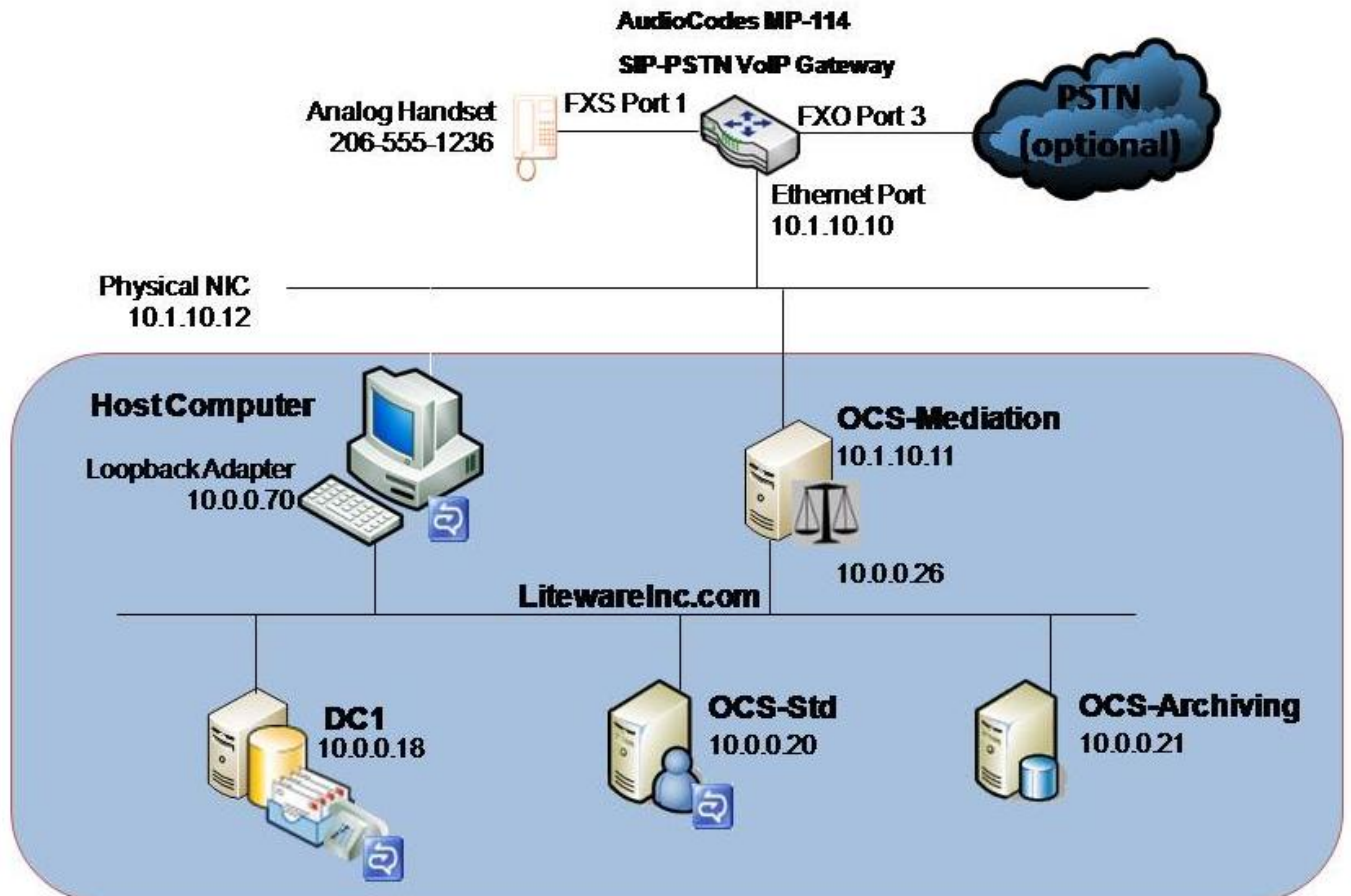 AudioCodes MP-114
SIP-PSTN VoIP Gateway
Analog Handset
206-555-1236
FXS Port 1
FXO Port 3
PSTN
(optional)
Ethernet Port
10.1.10.10
Physical NIC
10.1.10.12
Host Computer
Loopback Adapter
10.0.0.70
OCS-Mediation
10.1.10.11
10.0.0.26
LitewareInc.com
DC1
10.0.0.18
OCS-Std
10.0.0.20
OCS-Archiving
10.0.0.21